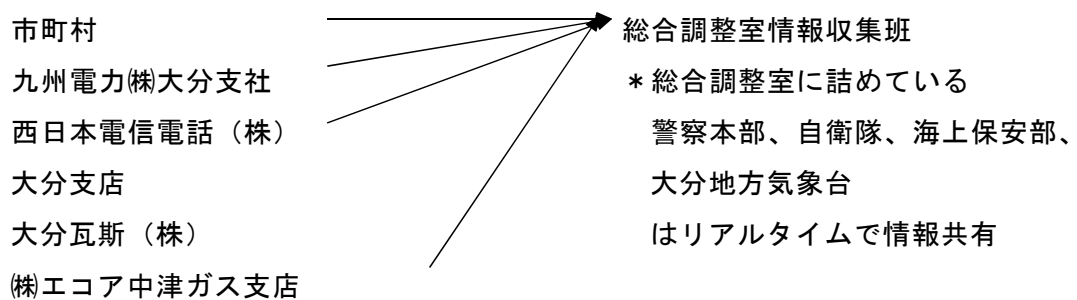 市町村
九州電力㈱大分支社
西日本電信電話（株）
大分支店
大分瓦斯（株）
㈱エコア中津ガス支店
総合調整室情報収集班
＊総合調整室に詰めている
警察本部、自衛隊、海上保安部、
大分地方気象台
はリアルタイムで情報共有